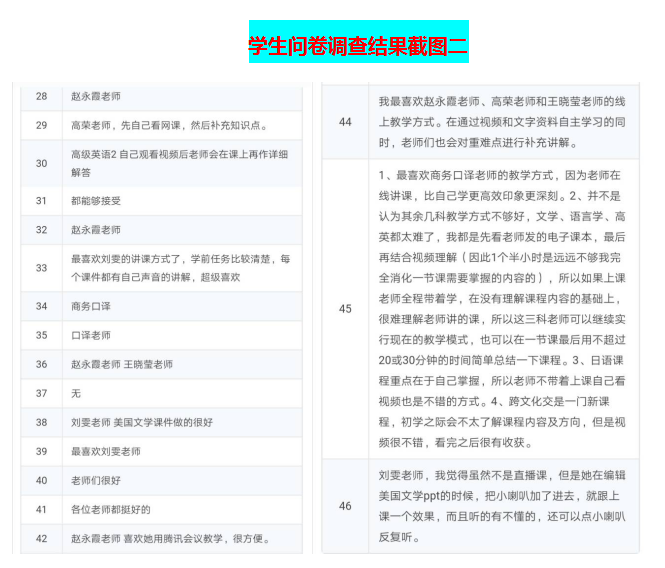 学生问卷调查结果截图二
28 赵永霞老师
29 高荣老师，先自己看网课，然后补充知识点。
30 高级英语2 自己观看视频后老师会在课上再作详细
解答
31 都能够接受
32 赵永霞老师
33 最喜欢刘雯的讲课方式了，学前任务比较清楚，每
个课件都有自己声音的讲解，超级喜欢
34 商务口译
35 口译老师
36 赵永霞老师 王晓莹老师
37 无
38 刘雯老师 美国文学课件做的很好
39 最喜欢刘雯老师
40 老师们很好
41 各位老师都挺好的
42 赵永霞老师 喜欢她用腾讯会议教学，很方便。
44 我最喜欢赵永霞老师、高荣老师和王晓莹老师的线
上教学方式。在通过视频和文字资料自主学习的同
时，老师们也会对重难点进行补充讲解。
45 1、最喜欢商务口译老师的教学方式，因为老师在
线讲课，比自己学更高效印象更深刻。2、并不是
认为其余几科教学方式不够好，文学、语言学、高
英都太难了，我都是先看老师发的电子课本，最后
再结合视频理解（因此1个半小时是远远不够我完
全消化一节课需要掌握的内容的），所以如果上课
老师全程带着学，在没有理解课程内容的基础上，
很难理解老师讲的课，所以这三科老师可以继续实
行现在的教学模式，也可以在一节课最后用不超过
20或30分钟的时间简单总结一下课程。3、日语课
程重点在于自己掌握，所以老师不带着上课自己看
视频也是不错的方式。4、跨文化交是一门新课
程，初学之际会不太了解课程内容及方向，但是视
频很不错，看完之后很有收获。
46 刘雯老师，我觉得虽然不是直播课，但是她在编辑
美国文学ppt的时候，把小喇叭加了进去，就跟上
课一个效果，而且听的有不懂的，还可以点小喇叭
反复听。